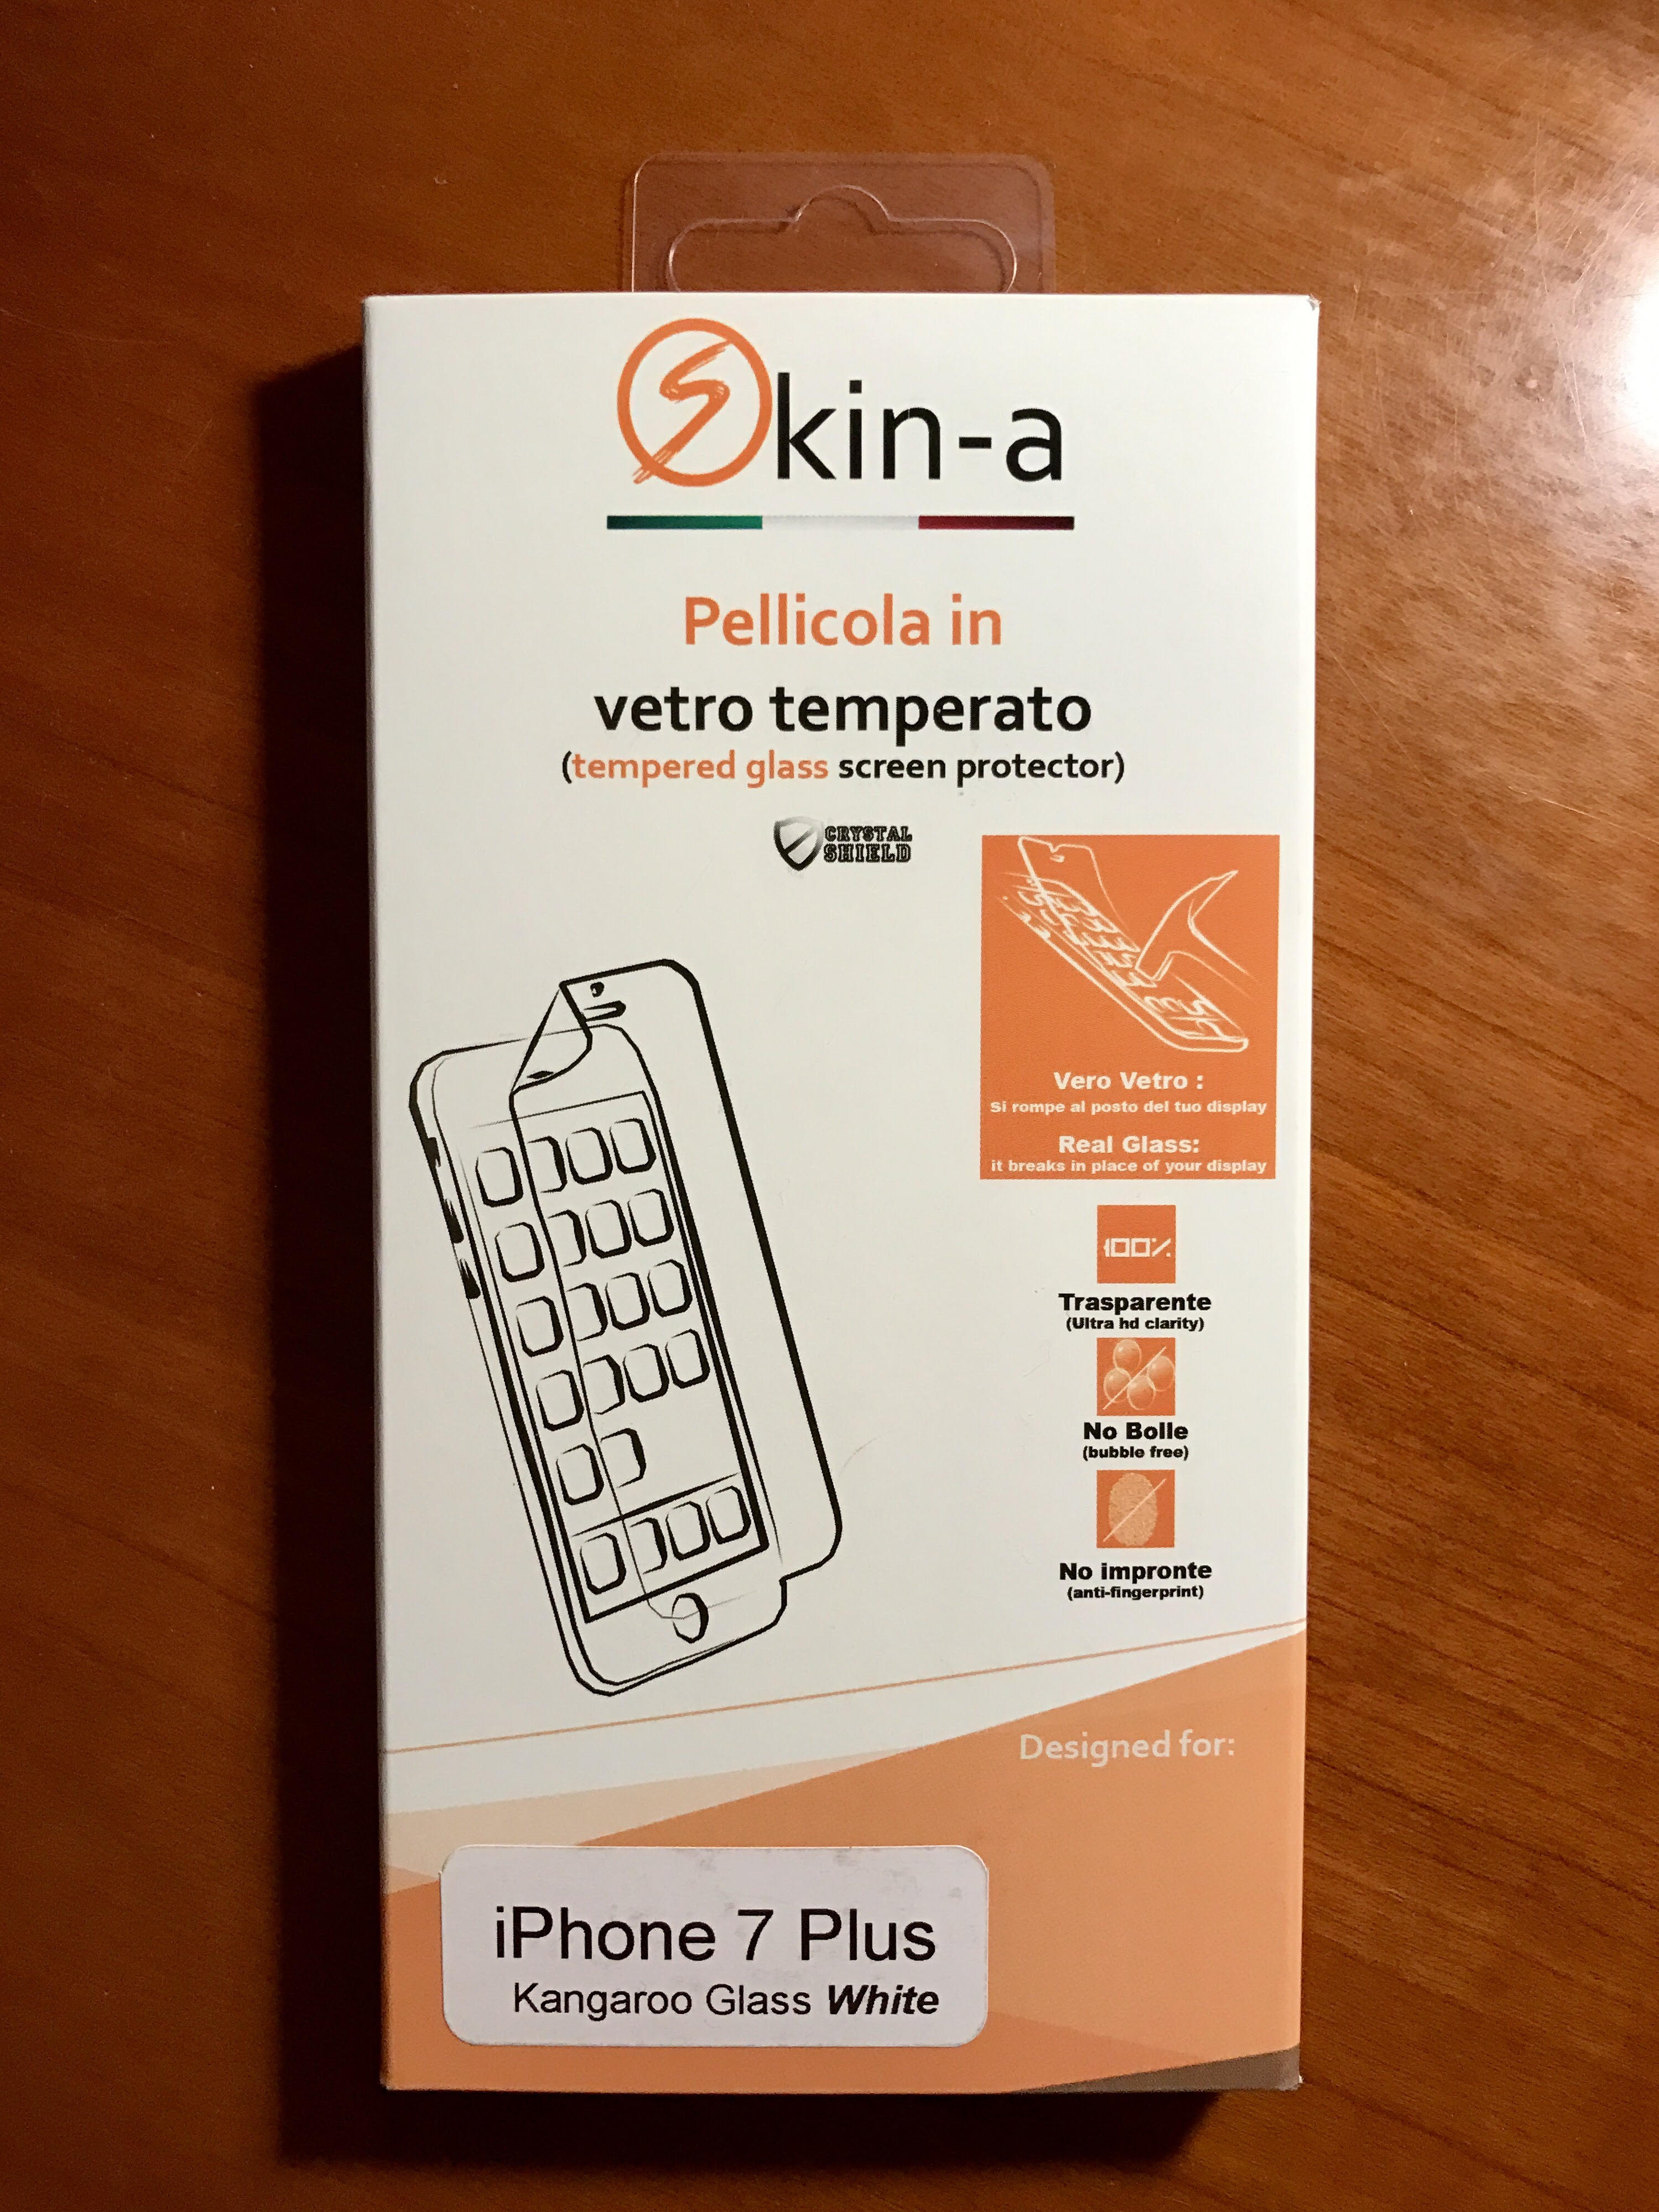 Skin-a
Pellicola in
vetro temperato
(tempered glass screen protector)
CRYSTAL
SHIELD
Vero Vetro :
Si rompe al posto del tuo display
Real Glass:
it breaks in place of your display
100%
Trasparente
(Ultra hd clarity)
No Bolle
(bubble free)
No impronte
(anti-fingerprint)
Designed for:
iPhone 7 Plus
Kangaroo Glass White